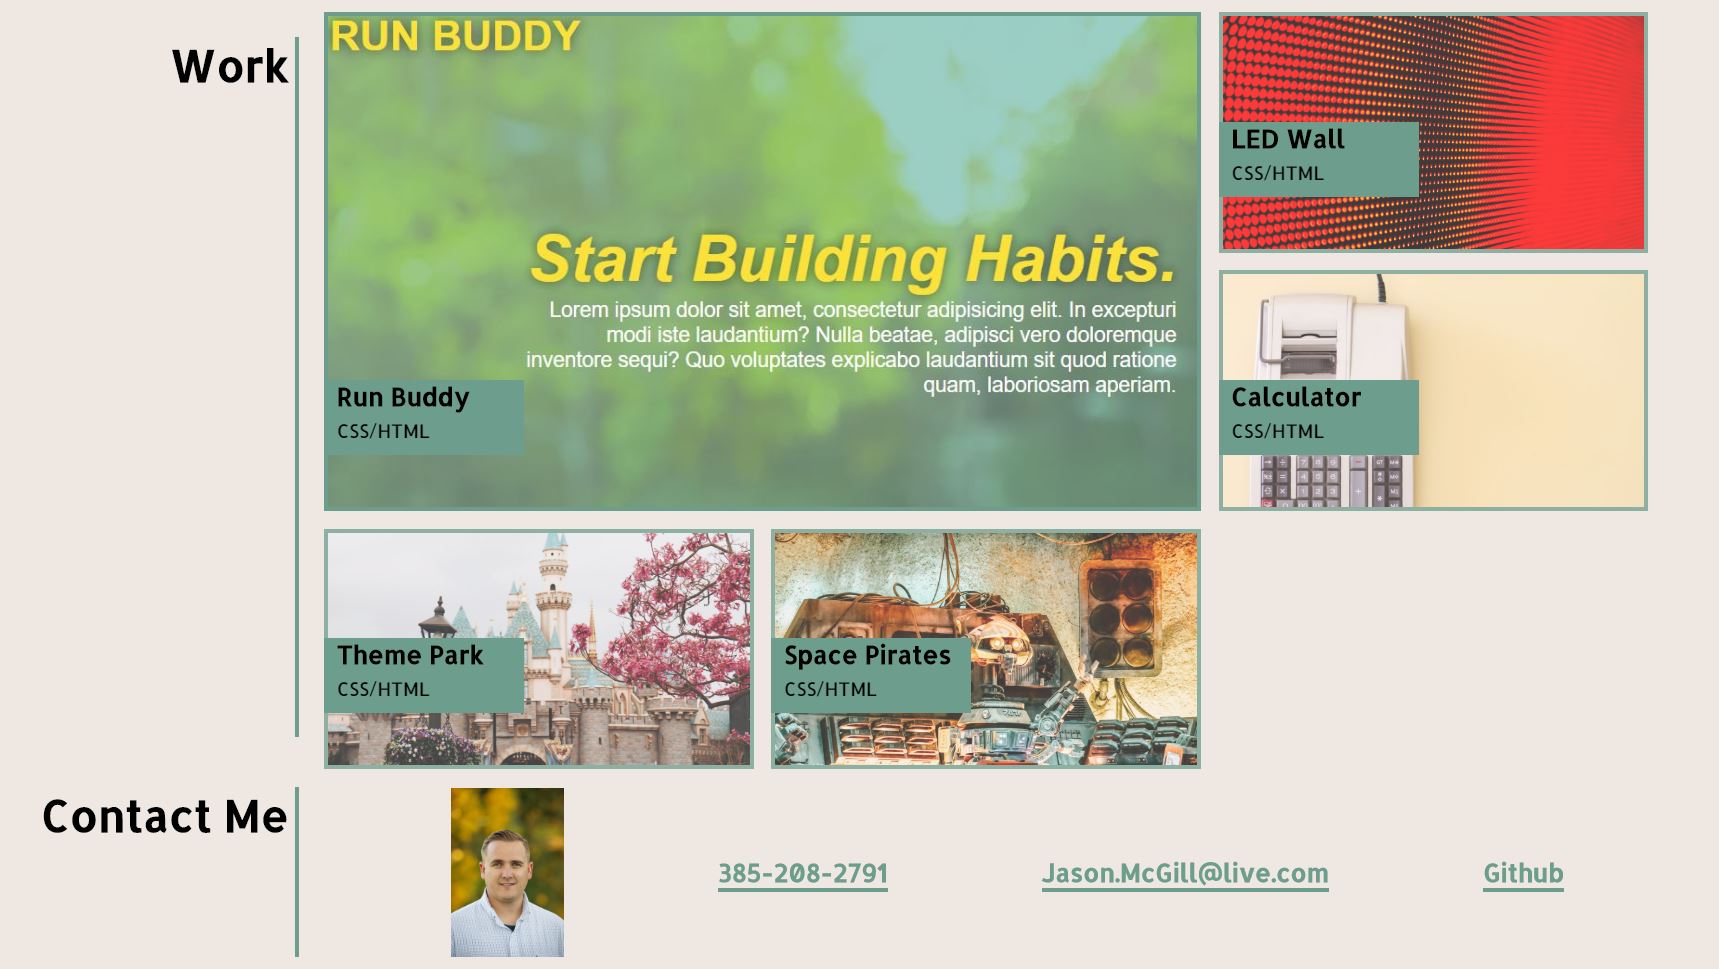 Work
RUN BUDDY
Start Building Habits.
Lorem ipsum dolor sit amet, consectetur adipisicing elit. In excepturi
modi iste laudantium? Nulla beatae, adipisci vero doloremque
inventore sequi? Quo voluptates explicabo laudantium sit quod ratione
quam, laboriosam aperiam.
Run Buddy
CSS/HTML
LED Wall
CSS/HTML
Calculator
CSS/HTML
Theme Park
CSS/HTML
Space Pirates
CSS/HTML
Contact Me
385-208-2791
Jason.McGill@live.com
Github